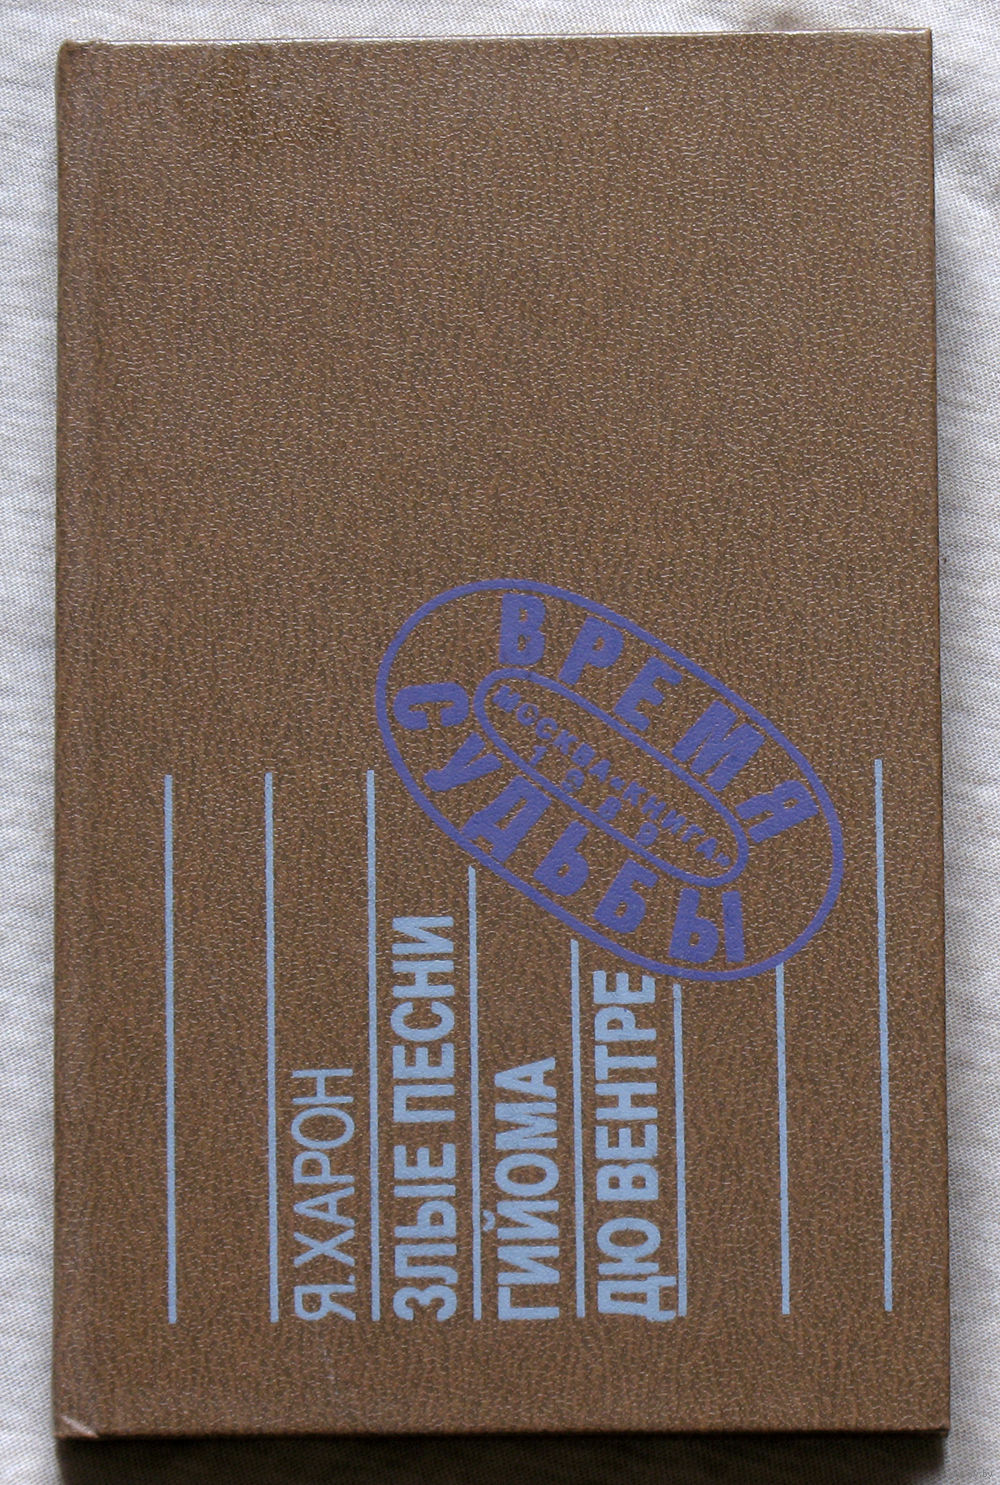 Я. ХАРОН
ЗЛЫЕ ПЕСНИ
ГИЙОМА
ДЮ ВЕНТРЕ
ВРЕМЯ
МОСКВА «КНИГА»
1989
СУДЬБЫ